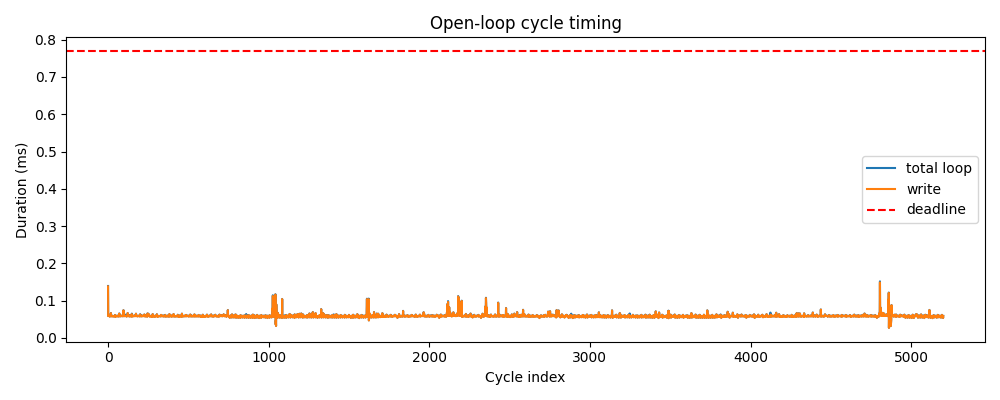 Open-loop cycle timing
0.8
0.7
0.6
0.5
0.4
0.3
0.2
0.1
0.0
Duration (ms)
total loop
write
deadline
0 1000 2000 3000 4000 5000
Cycle index